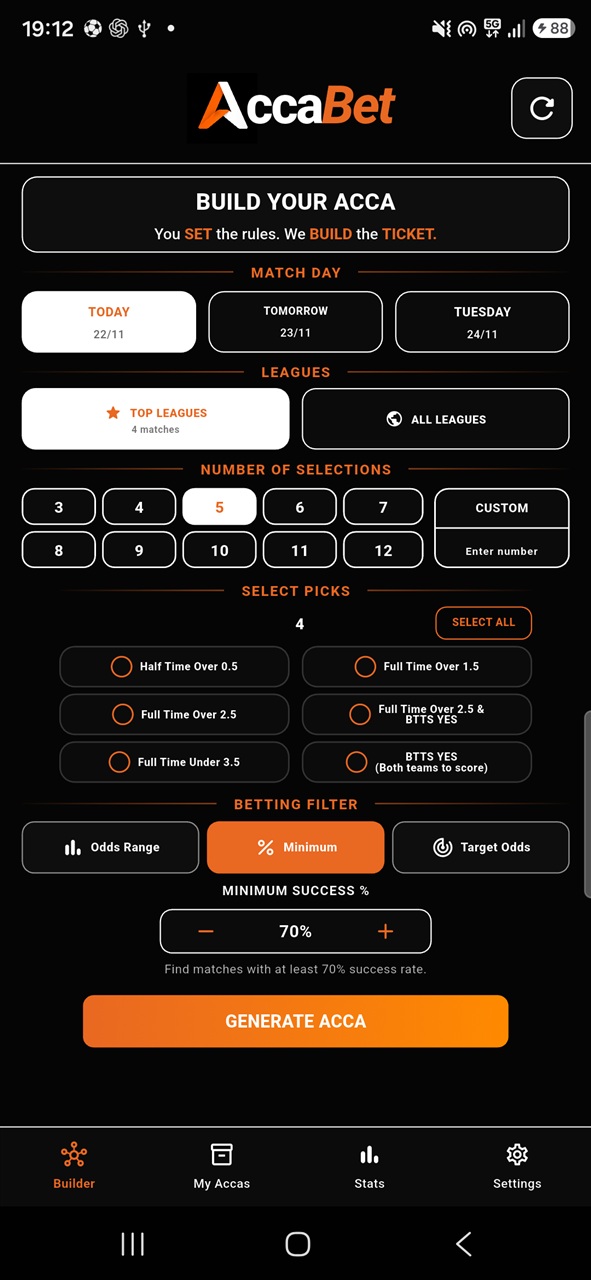 19:12
5G
88
AccaBet
BUILD YOUR ACCA
You SET the rules. We BUILD the TICKET.
MATCH DAY
TODAY
22/11
TOMORROW
23/11
TUESDAY
24/11
LEAGUES
TOP LEAGUES
4 matches
ALL LEAGUES
NUMBER OF SELECTIONS
3
4
5
6
7
CUSTOM
8
9
10
11
12
Enter number
SELECT PICKS
4
SELECT ALL
Half Time Over 0.5
Full Time Over 1.5
Full Time Over 2.5
Full Time Over 2.5 &
BTTS YES
Full Time Under 3.5
BTTS YES
(Both teams to score)
BETTING FILTER
Odds Range
% Minimum
Target Odds
MINIMUM SUCCESS %
− 70% +
Find matches with at least 70% success rate.
GENERATE ACCA
Builder
My Accas
Stats
Settings